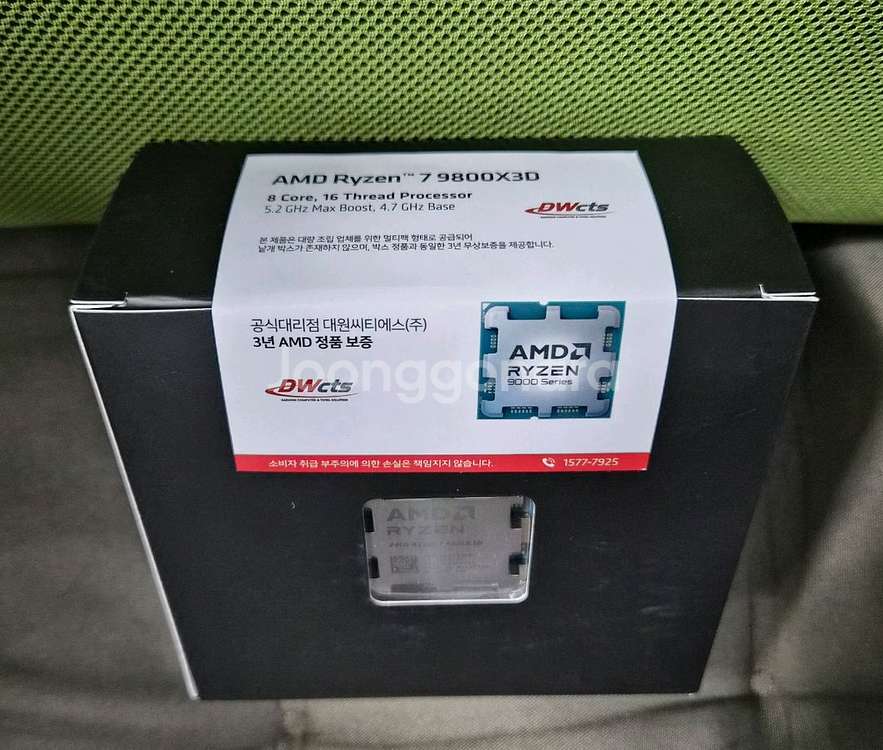 AMD Ryzen™ 7 9800X3D
8 Core, 16 Thread Processor
5.2 GHz Max Boost, 4.7 GHz Base
DWcts
본 제품은 대량 조립 업체를 위한 멀티팩 형태로 공급되어
낱개 박스가 존재하지 않으며, 박스 정품과 동일한 3년 무상보증을 제공합니다.
공식대리점 대원씨티에스(주)
3년 AMD 정품 보증
AMD
RYZEN
9000 Series
DWcts
소비자 취급 부주의에 의한 손실은 책임지지 않습니다.
1577-7925
AMD
RYZEN